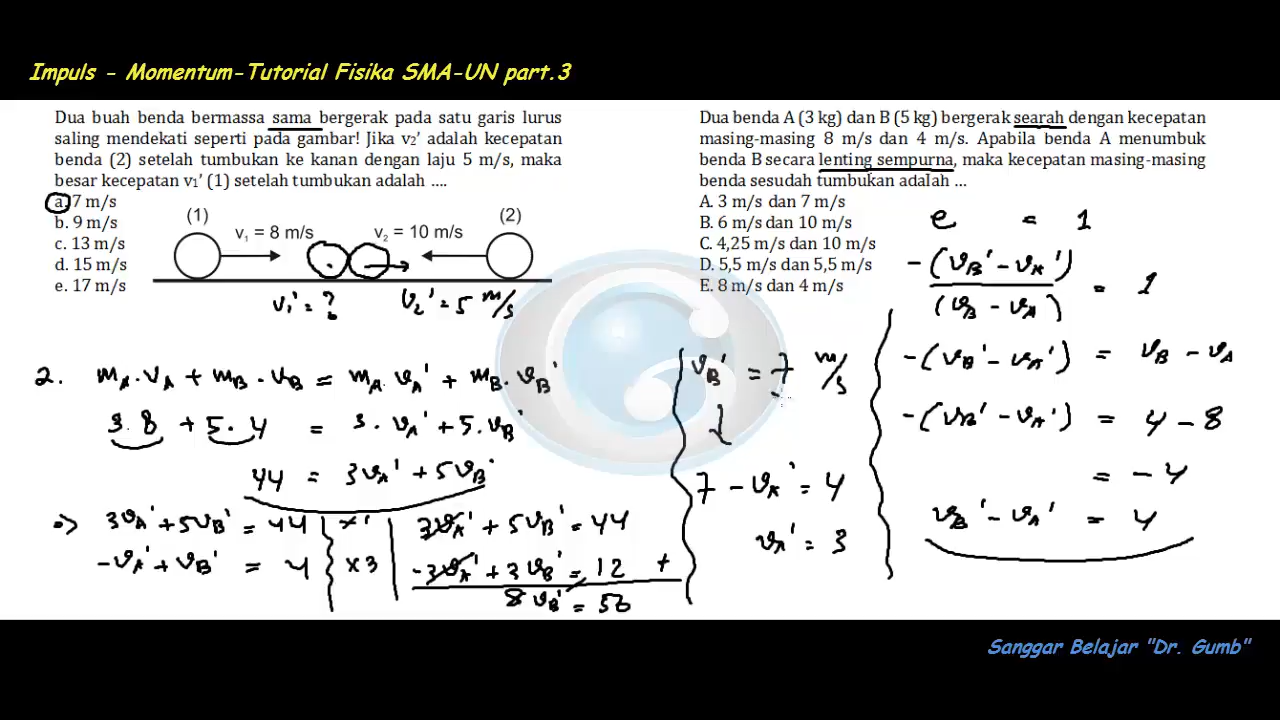 Impuls - Momentum-Tutorial Fisika SMA-UN part.3
Dua buah benda bermassa sama bergerak pada satu garis lurus
saling mendekati seperti pada gambar! Jika v₂' adalah kecepatan
benda (2) setelah tumbukan ke kanan dengan laju 5 m/s, maka
besar kecepatan v₁' (1) setelah tumbukan adalah ....
a. 7 m/s
b. 9 m/s
c. 13 m/s
d. 15 m/s
e. 17 m/s
(1)
(2)
v₁ = 8 m/s
v₂ = 10 m/s
v₁' = ?
v₂' = 5 m/s
Dua benda A (3 kg) dan B (5 kg) bergerak searah dengan kecepatan
masing-masing 8 m/s dan 4 m/s. Apabila benda A menumbuk
benda B secara lenting sempurna, maka kecepatan masing-masing
benda sesudah tumbukan adalah ...
A. 3 m/s dan 7 m/s
B. 6 m/s dan 10 m/s
C. 4,25 m/s dan 10 m/s
D. 5,5 m/s dan 5,5 m/s
E. 8 m/s dan 4 m/s
2. mA.vA + mB.vB = mA.vA' + mB.vB'
3.8 + 5.4 = 3.vA' + 5.vB'
44 = 3vA' + 5vB'
=> 3vA' + 5vB' = 44 | x1 | 3vA' + 5vB' = 44
-vA' + vB' = 4 | x3 | -3vA' + 3vB' = 12 +
8vB' = 56
vB' = 7 m/s
7 - vA' = 4
vA' = 3
e = 1
-(vB' - vA')
(vB - vA)
= 1
-(vB' - vA') = vB - vA
-(vB' - vA') = 4 - 8
= -4
vB' - vA' = 4
Sanggar Belajar "Dr. Gumb"